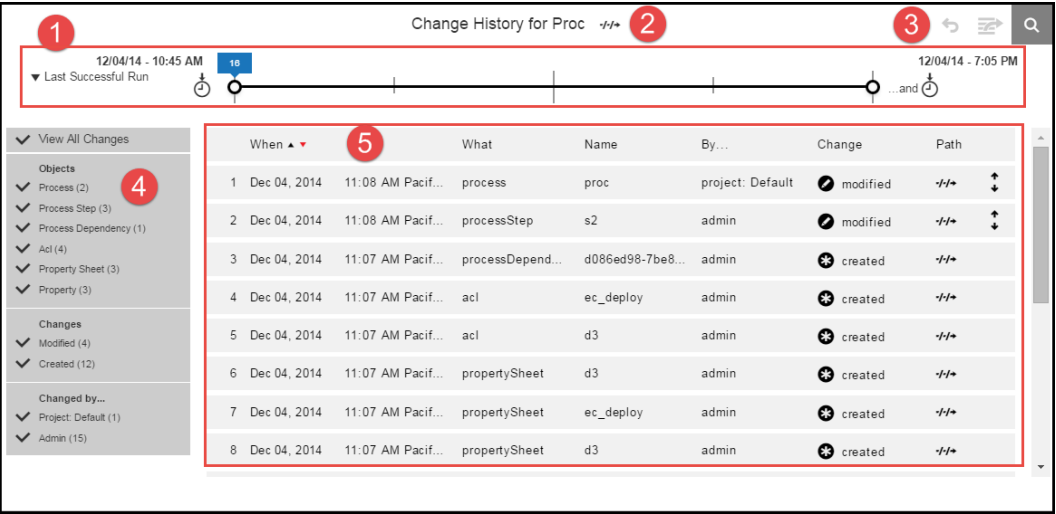 Change History for Proc
1
2
3
12/04/14 - 10:45 AM
16
12/04/14 - 7:05 PM
Last Successful Run
...and
View All Changes
Objects
Process (2)
4
Process Step (3)
Process Dependency (1)
Acl (4)
Property Sheet (3)
Property (3)
Changes
Modified (4)
Created (12)
Changed by...
Project: Default (1)
Admin (15)
When 5 What Name By... Change Path
1 Dec 04, 2014 11:08 AM Pacif... process proc project: Default modified
2 Dec 04, 2014 11:08 AM Pacif... processStep s2 admin modified
3 Dec 04, 2014 11:07 AM Pacif... processDepend... d086ed98-7be8... admin created
4 Dec 04, 2014 11:07 AM Pacif... acl ec_deploy admin created
5 Dec 04, 2014 11:07 AM Pacif... acl d3 admin created
6 Dec 04, 2014 11:07 AM Pacif... propertySheet d3 admin created
7 Dec 04, 2014 11:07 AM Pacif... propertySheet ec_deploy admin created
8 Dec 04, 2014 11:07 AM Pacif... propertySheet d3 admin created